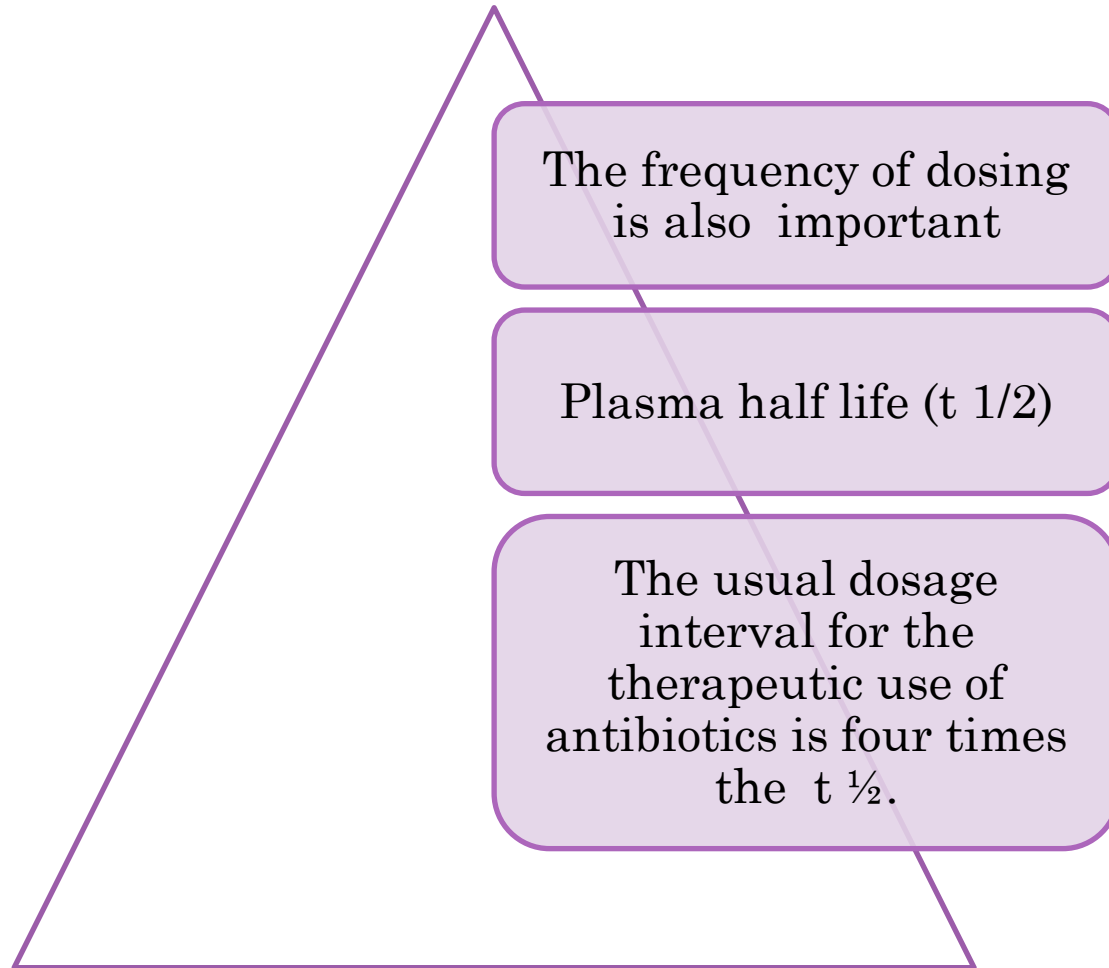 The frequency of dosing
is also  important
Plasma half life (t 1/2)
The usual dosage
interval for the
therapeutic use of
antibiotics is four times
the  t ½.